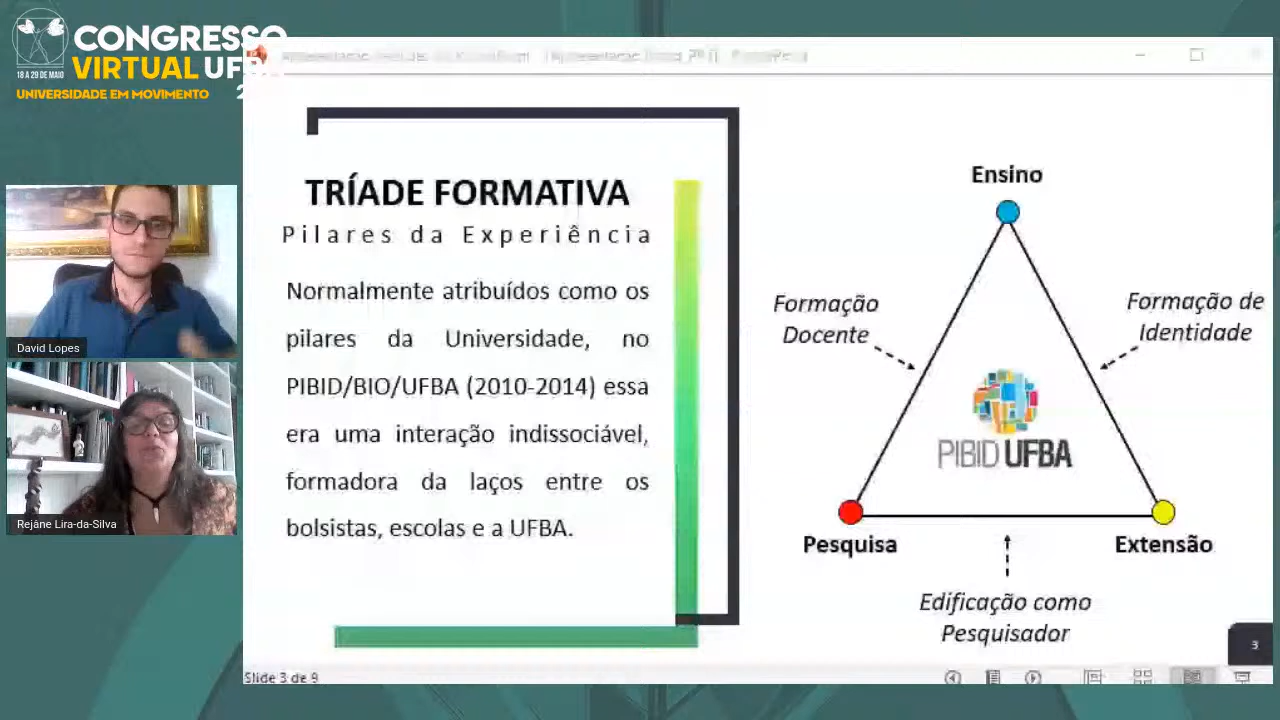 CONGRESSO
VIRTUAL UFBA
18 A 29 DE MAIO
UNIVERSIDADE EM MOVIMENTO
TRÍADE FORMATIVA
Pilares da Experiência
Normalmente atribuídos como os
pilares da Universidade, no
PIBID/BIO/UFBA (2010-2014) essa
era uma interação indissociável,
formadora da laços entre os
bolsistas, escolas e a UFBA.
Ensino
Formação
Docente
Formação de
Identidade
PIBID UFBA
Pesquisa
Extensão
Edificação como
Pesquisador
3
Slide 3 de 9
David Lopes
Rejâne Lira-da-Silva